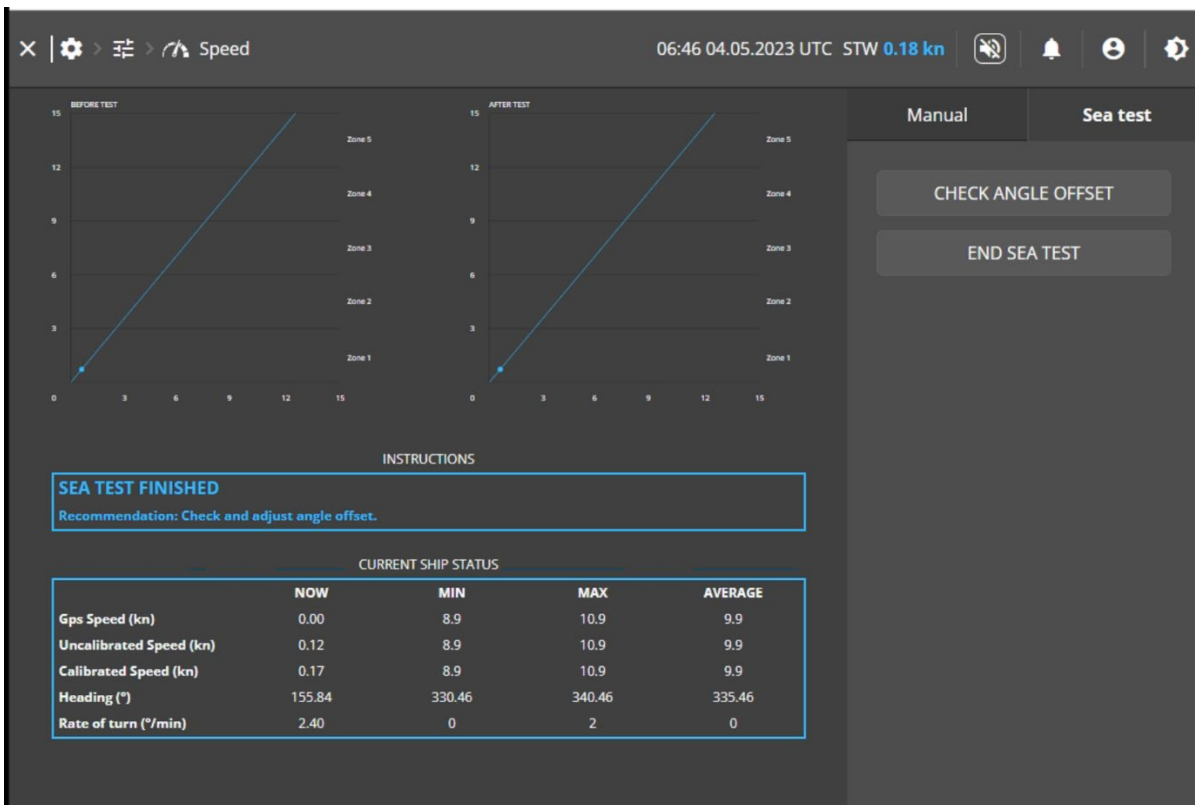 Speed
06:46 04.05.2023 UTC STW 0.18 kn
Manual Sea test
CHECK ANGLE OFFSET
END SEA TEST
BEFORE TEST
15
12
9
6
3
Zone 5
Zone 4
Zone 3
Zone 2
Zone 1
0 3 6 9 12 15
AFTER TEST
15
12
9
6
3
Zone 5
Zone 4
Zone 3
Zone 2
Zone 1
0 3 6 9 12 15
INSTRUCTIONS
SEA TEST FINISHED
Recommendation: Check and adjust angle offset.
CURRENT SHIP STATUS
NOW MIN MAX AVERAGE
Gps Speed (kn) 0.00 8.9 10.9 9.9
Uncalibrated Speed (kn) 0.12 8.9 10.9 9.9
Calibrated Speed (kn) 0.17 8.9 10.9 9.9
Heading (°) 155.84 330.46 340.46 335.46
Rate of turn (°/min) 2.40 0 2 0